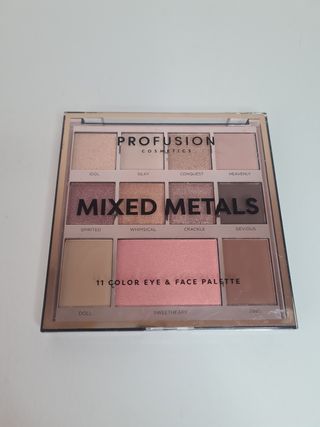 PROFUSION
COSMETICS
IDOL SILKY CONQUEST HEAVENLY
MIXED METALS
SPIRITED WHIMSICAL CRACKLE DEVIOUS
11 COLOR EYE & FACE PALETTE
DOLL SWEETHEART